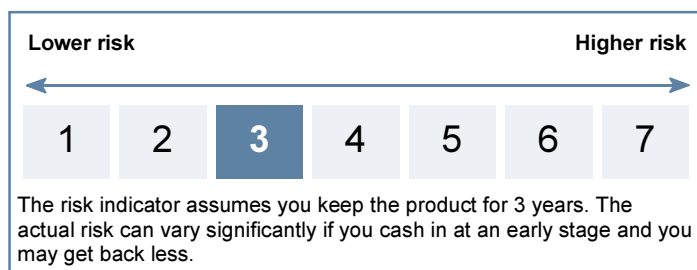 Lower risk Higher risk
1 2 3 4 5 6 7
The risk indicator assumes you keep the product for 3 years. The
actual risk can vary significantly if you cash in at an early stage and you
may get back less.